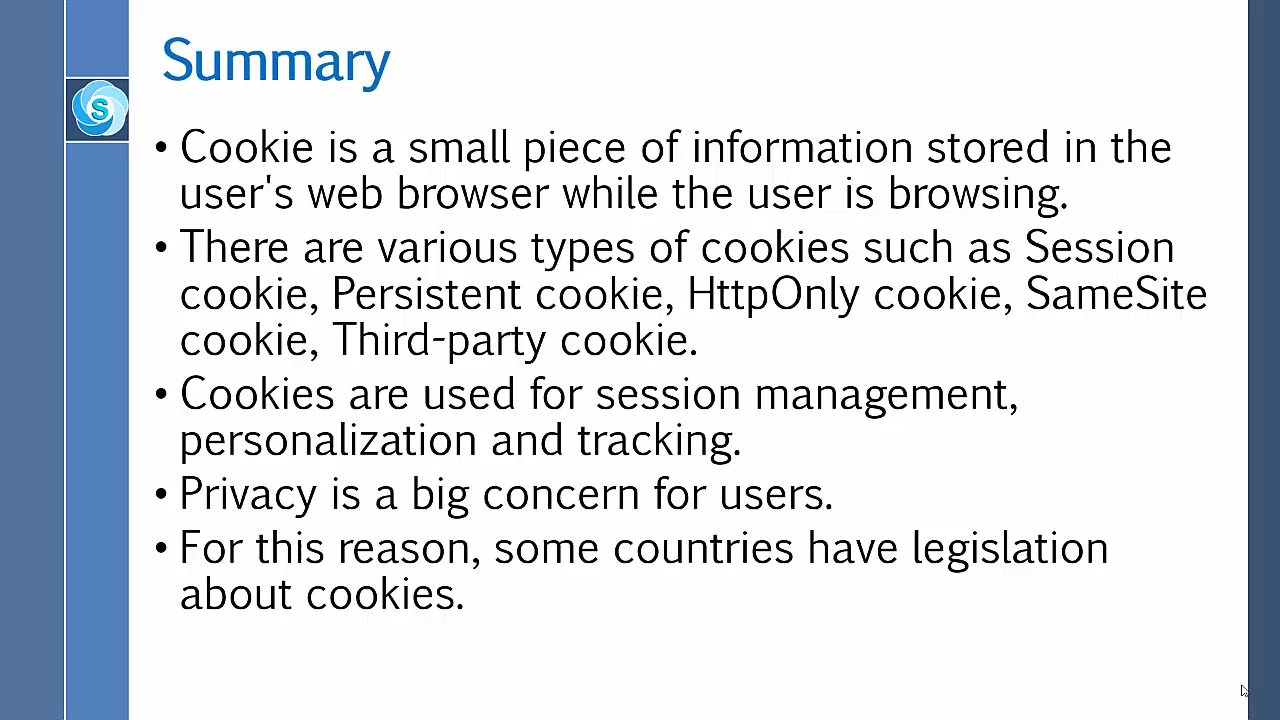 Summary
S
• Cookie is a small piece of information stored in the
user's web browser while the user is browsing.
• There are various types of cookies such as Session
cookie, Persistent cookie, HttpOnly cookie, SameSite
cookie, Third-party cookie.
• Cookies are used for session management,
personalization and tracking.
• Privacy is a big concern for users.
• For this reason, some countries have legislation
about cookies.